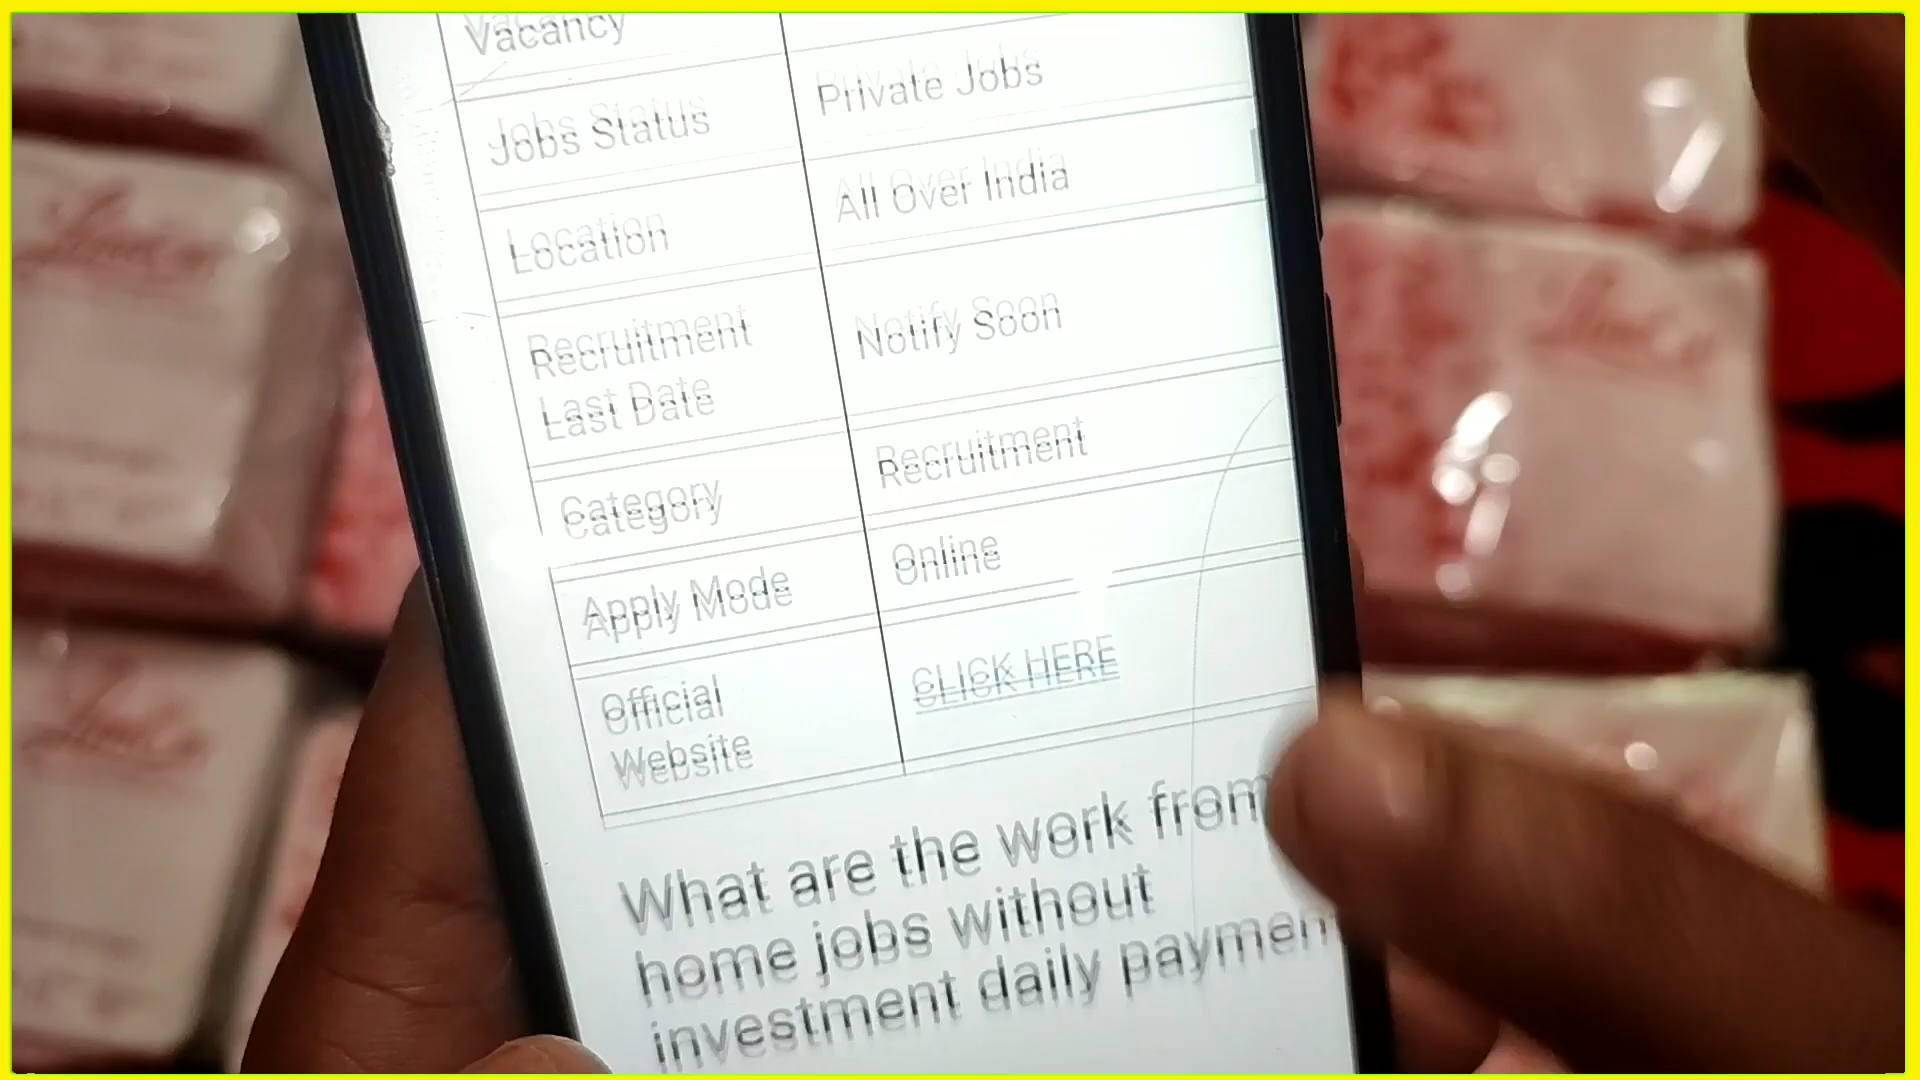 Vacancy
Jobs Status Private Jobs
Location All Over India
Recruitment
Last Date Notify Soon
Category Recruitment
Apply Mode Online
Official
Website CLICK HERE
What are the work from
home jobs without
investment daily paymen